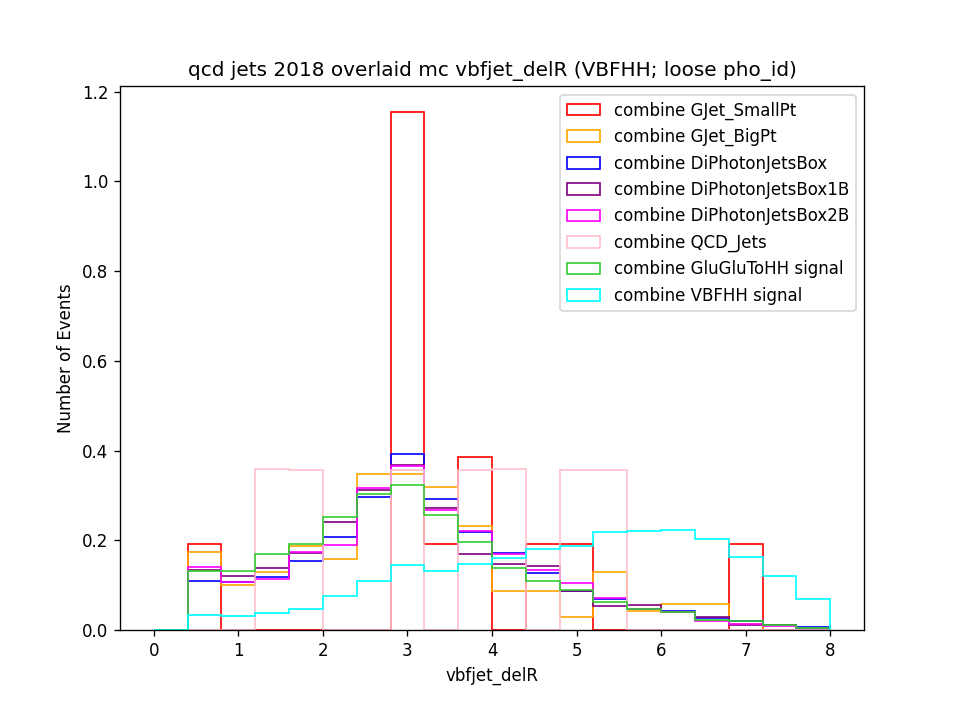 qcd jets 2018 overlaid mc vbfjet_delR (VBFHH; loose pho_id)
1.2
1.0
0.8
0.6
0.4
0.2
0.0
Number of Events
combine GJet_SmallPt
combine GJet_BigPt
combine DiPhotonJetsBox
combine DiPhotonJetsBox1B
combine DiPhotonJetsBox2B
combine QCD_Jets
combine GluGluToHH signal
combine VBFHH signal
0 1 2 3 4 5 6 7 8
vbfjet_delR